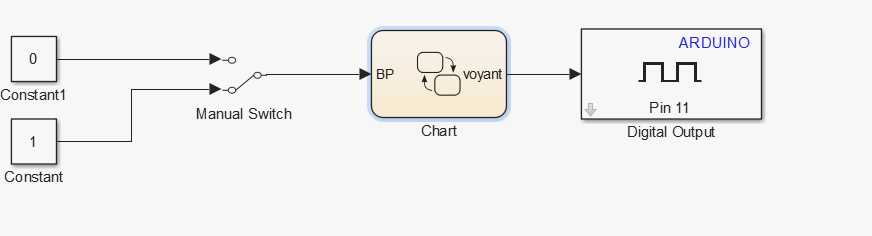 0
Constant1
1
Constant
Manual Switch
BP
voyant
Chart
ARDUINO
Pin 11
Digital Output